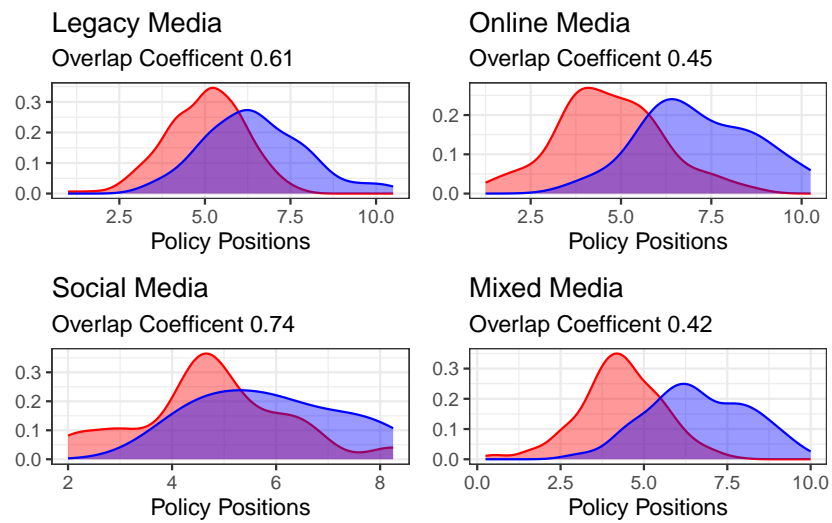 Legacy Media
Overlap Coefficent 0.61
0.3
0.2
0.1
0.0
2.5 5.0 7.5 10.0
Policy Positions
Online Media
Overlap Coefficent 0.45
0.2
0.1
0.0
2.5 5.0 7.5 10.0
Policy Positions
Social Media
Overlap Coefficent 0.74
0.3
0.2
0.1
0.0
2 4 6 8
Policy Positions
Mixed Media
Overlap Coefficent 0.42
0.3
0.2
0.1
0.0
0.0 2.5 5.0 7.5 10.0
Policy Positions